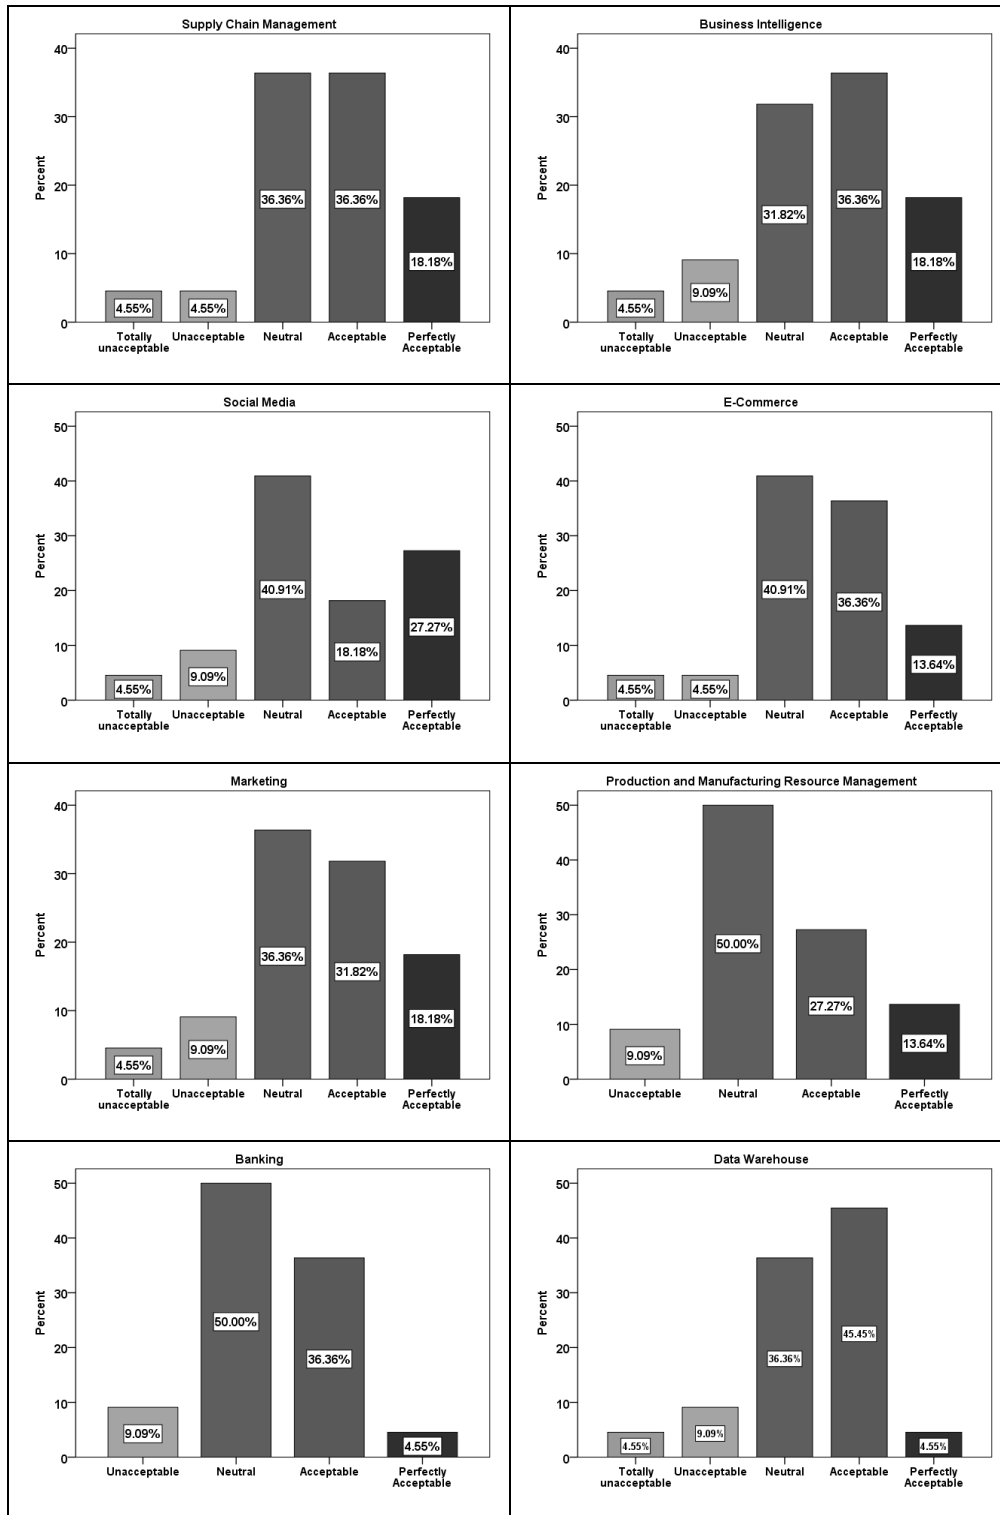 Supply Chain Management
40
30
20
10
0
Percent
4.55%
4.55%
36.36%
36.36%
18.18%
Totally unacceptable
Unacceptable
Neutral
Acceptable
Perfectly Acceptable
Business Intelligence
40
30
20
10
0
Percent
4.55%
9.09%
31.82%
36.36%
18.18%
Totally unacceptable
Unacceptable
Neutral
Acceptable
Perfectly Acceptable
Social Media
50
40
30
20
10
0
Percent
4.55%
9.09%
40.91%
18.18%
27.27%
Totally unacceptable
Unacceptable
Neutral
Acceptable
Perfectly Acceptable
E-Commerce
50
40
30
20
10
0
Percent
4.55%
4.55%
40.91%
36.36%
13.64%
Totally unacceptable
Unacceptable
Neutral
Acceptable
Perfectly Acceptable
Marketing
40
30
20
10
0
Percent
4.55%
9.09%
36.36%
31.82%
18.18%
Totally unacceptable
Unacceptable
Neutral
Acceptable
Perfectly Acceptable
Production and Manufacturing Resource Management
50
40
30
20
10
0
Percent
9.09%
50.00%
27.27%
13.64%
Unacceptable
Neutral
Acceptable
Perfectly Acceptable
Banking
50
40
30
20
10
0
Percent
9.09%
50.00%
36.36%
4.55%
Unacceptable
Neutral
Acceptable
Perfectly Acceptable
Data Warehouse
50
40
30
20
10
0
Percent
4.55%
9.09%
36.36%
45.45%
4.55%
Totally unacceptable
Unacceptable
Neutral
Acceptable
Perfectly Acceptable